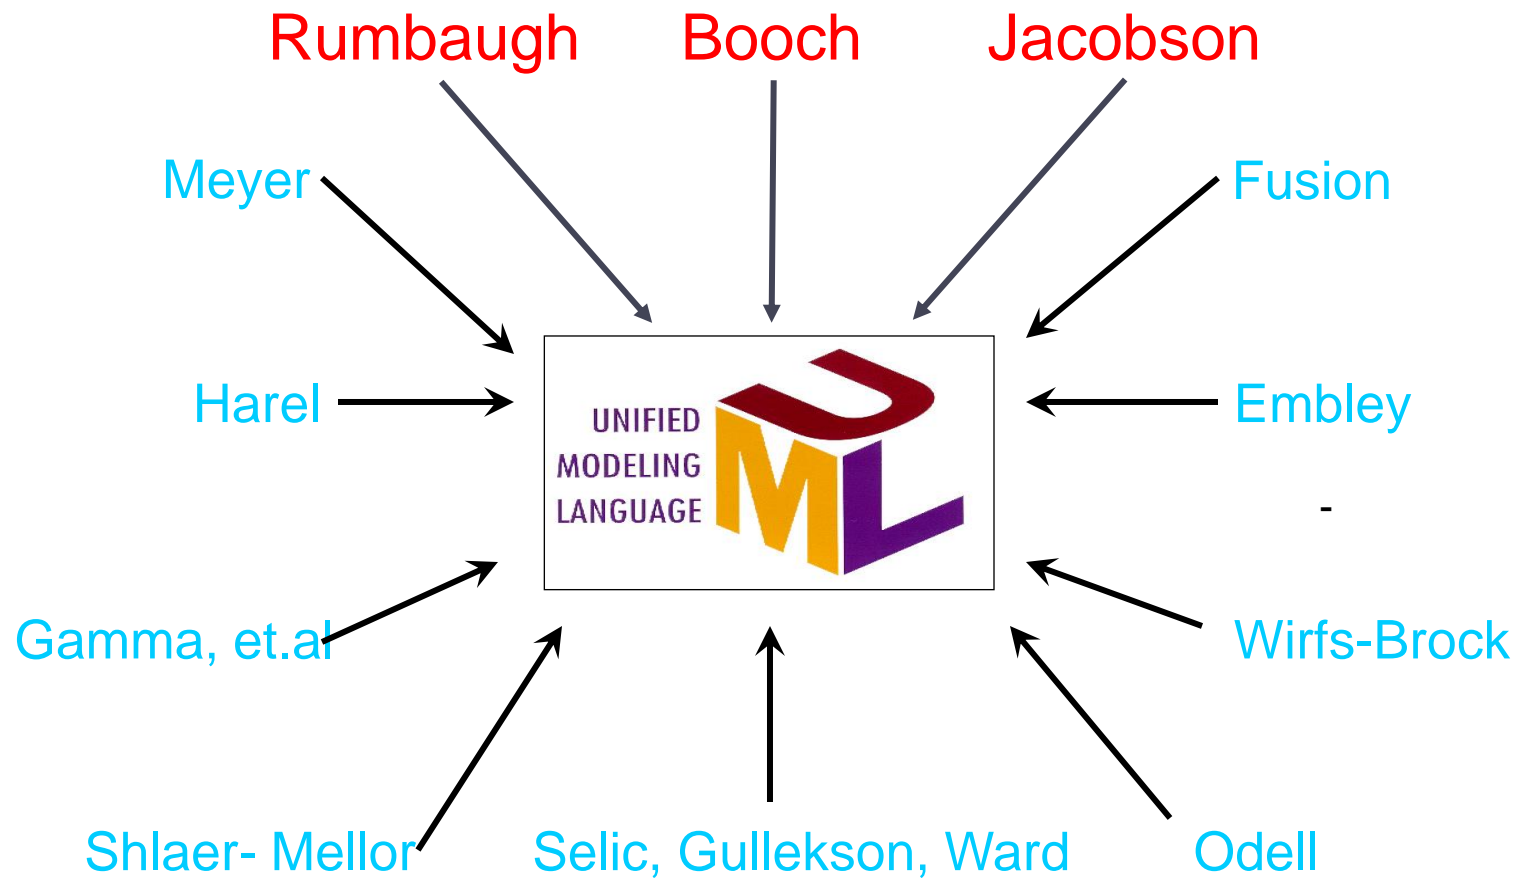 Rumbaugh Booch Jacobson
Meyer Fusion
Harel Embley
UNIFIED
MODELING
LANGUAGE
UML
-
Gamma, et.al Wirfs-Brock
Shlaer- Mellor Selic, Gullekson, Ward Odell